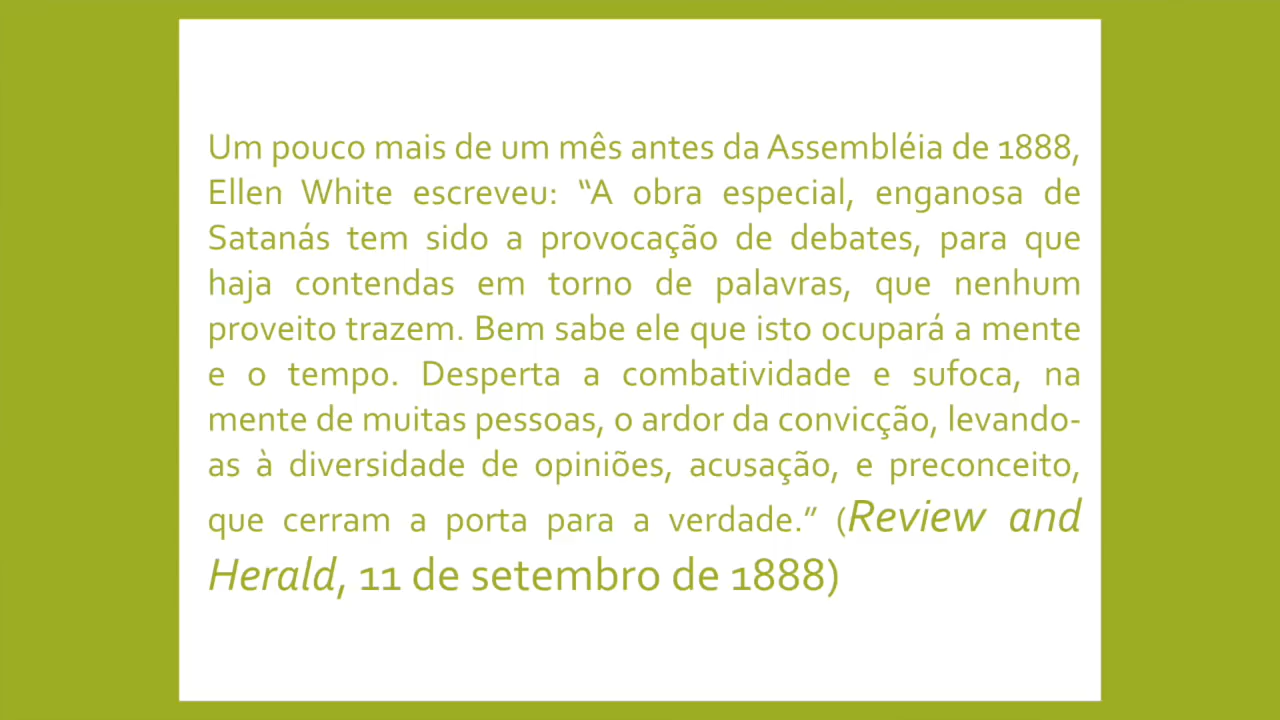 Um pouco mais de um mês antes da Assembléia de 1888,
Ellen White escreveu: “A obra especial, enganosa de
Satanás tem sido a provocação de debates, para que
haja contendas em torno de palavras, que nenhum
proveito trazem. Bem sabe ele que isto ocupará a mente
e o tempo. Desperta a combatividade e sufoca, na
mente de muitas pessoas, o ardor da convicção, levando-
as à diversidade de opiniões, acusação, e preconceito,
que cerram a porta para a verdade.” (Review and
Herald, 11 de setembro de 1888)